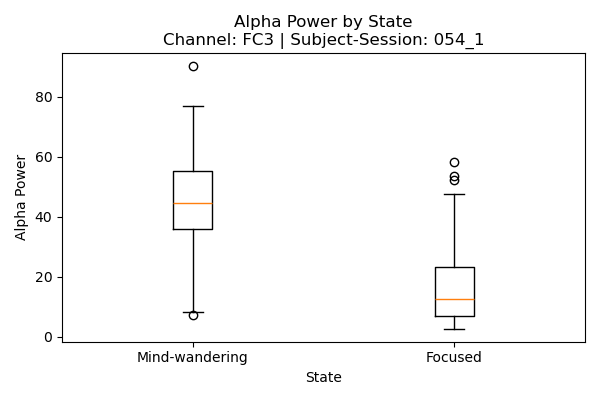 Alpha Power by State
Channel: FC3 | Subject-Session: 054_1
Alpha Power
80
60
40
20
0
Mind-wandering
Focused
State